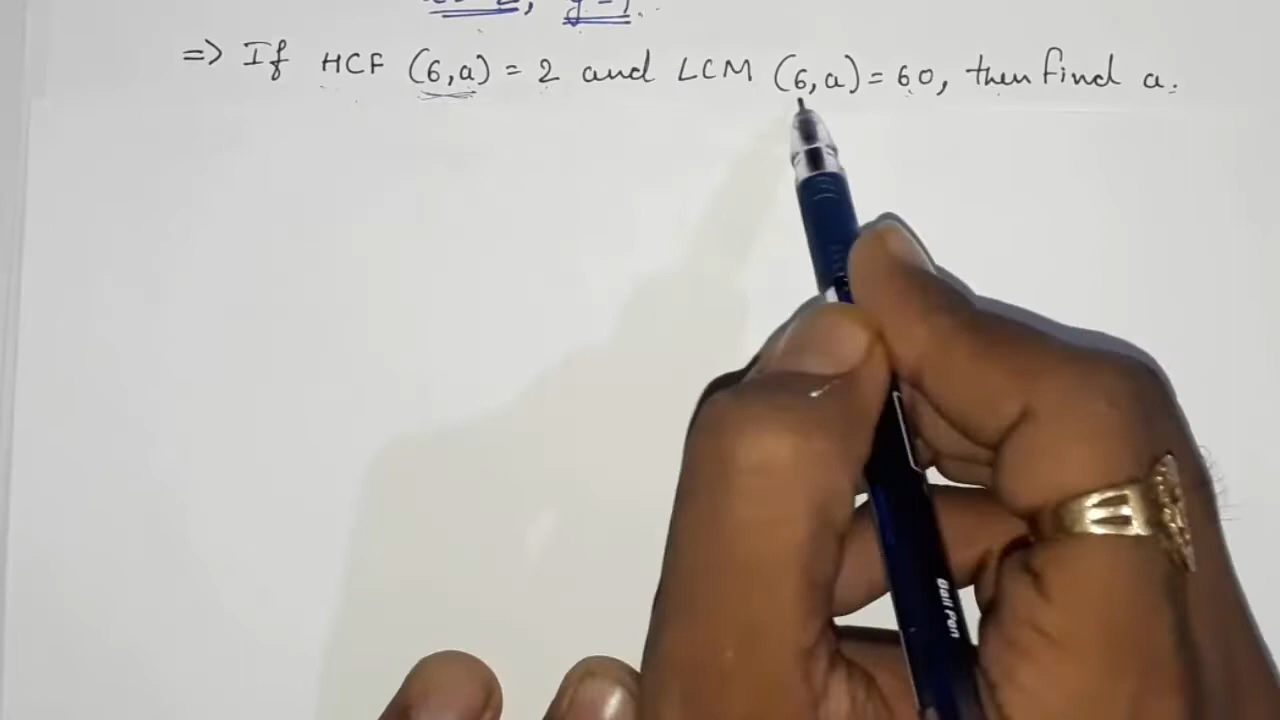 => If HCF (6,a) = 2 and LCM (6,a) = 60, then find a.
Ball Pen